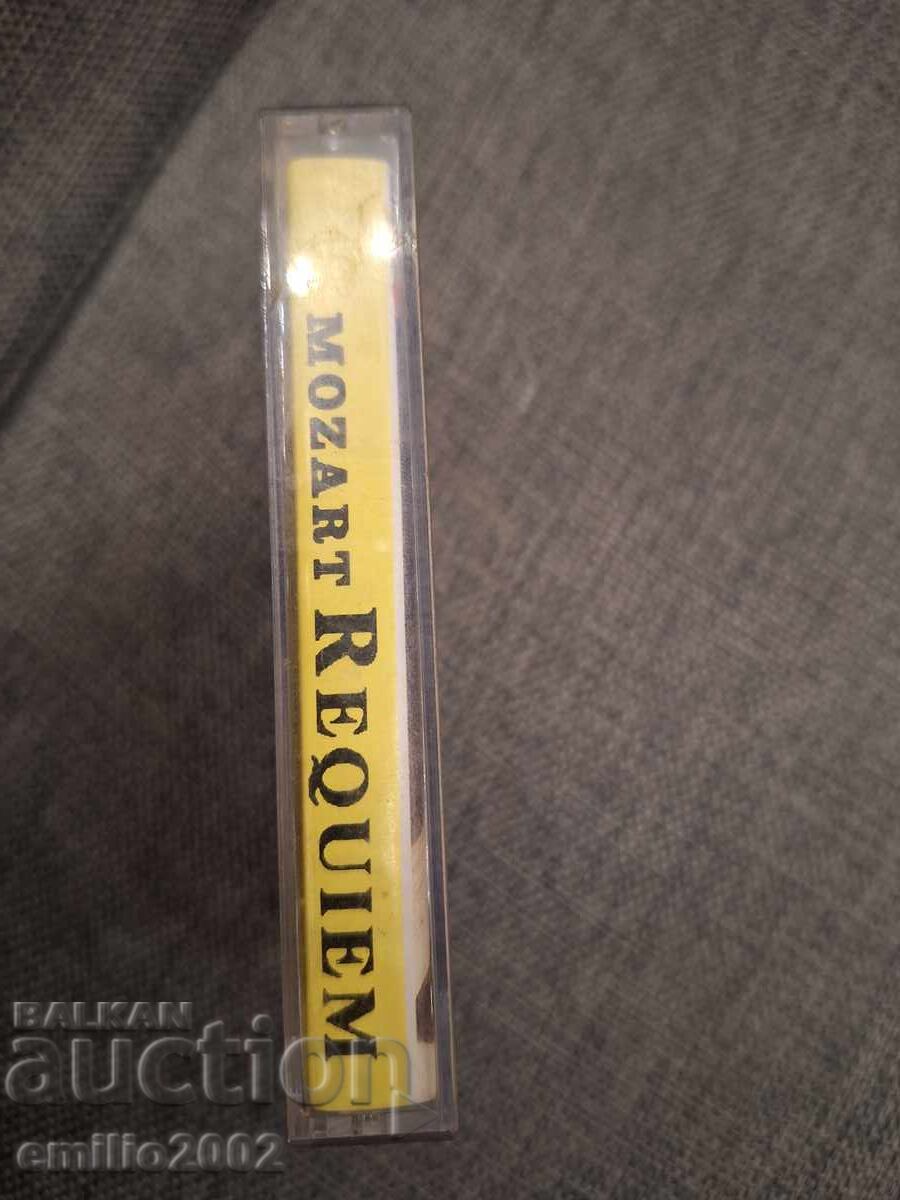 MOZART REQUIEM
BALKAN
auction
emilio2002